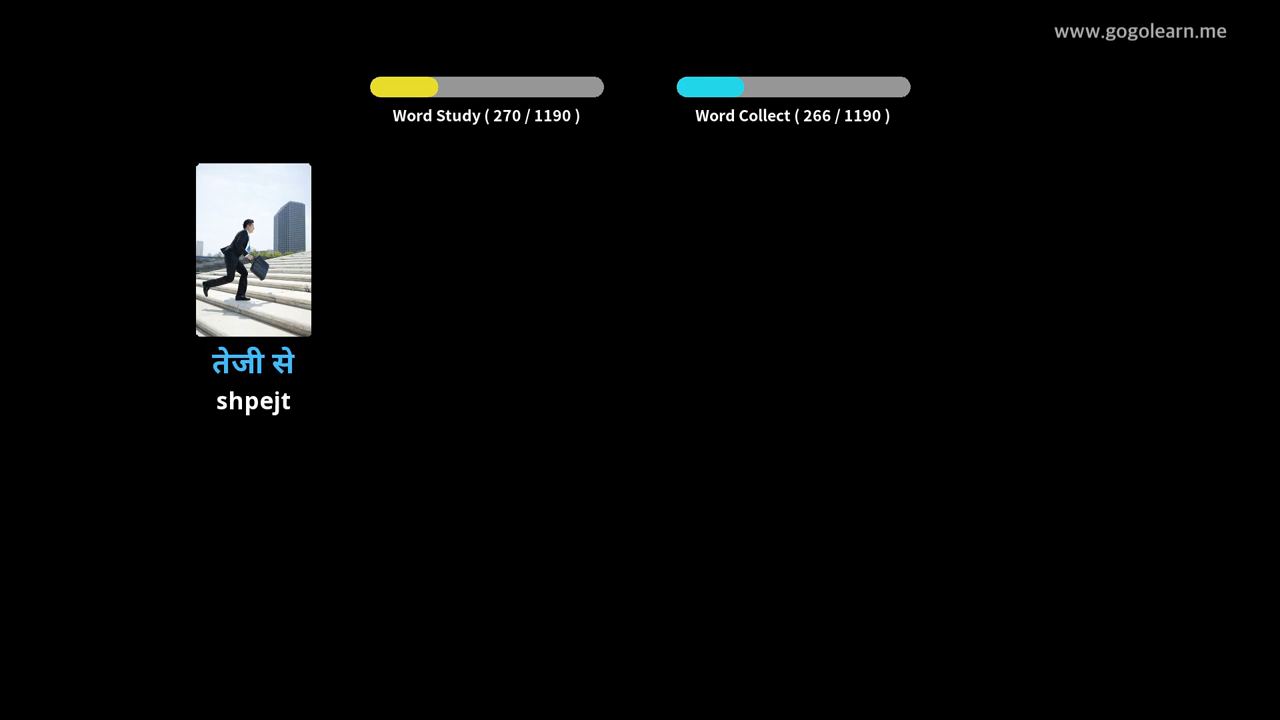 www.gogolearn.me
Word Study ( 270 / 1190 )
Word Collect ( 266 / 1190 )
तेजी से
shpejt